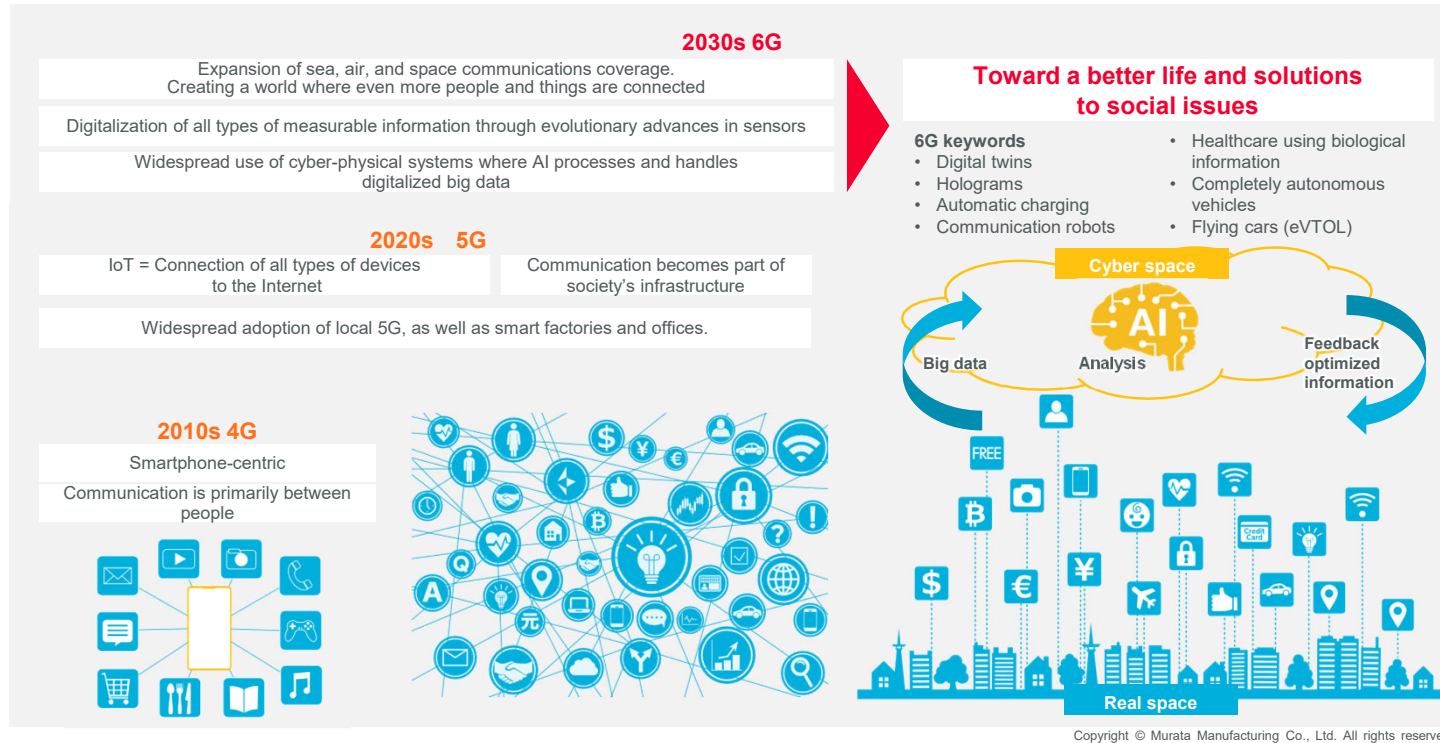 2030s 6G
Expansion of sea, air, and space communications coverage.
Creating a world where even more people and things are connected
Digitalization of all types of measurable information through evolutionary advances in sensors
Widespread use of cyber-physical systems where AI processes and handles
digitalized big data
2020s 5G
IoT = Connection of all types of devices
to the Internet
Communication becomes part of
society's infrastructure
Widespread adoption of local 5G, as well as smart factories and offices.
2010s 4G
Smartphone-centric
Communication is primarily between
people
$
¥
€
!
?
Q
A
元
Toward a better life and solutions
to social issues
6G keywords
• Digital twins
• Holograms
• Automatic charging
• Communication robots
• Healthcare using biological
information
• Completely autonomous
vehicles
• Flying cars (eVTOL)
Cyber space
AI
Big data
Analysis
Feedback
optimized
information
FREE
Credit
Card
¥
$
€
Real space
Copyright © Murata Manufacturing Co., Ltd. All rights reserve